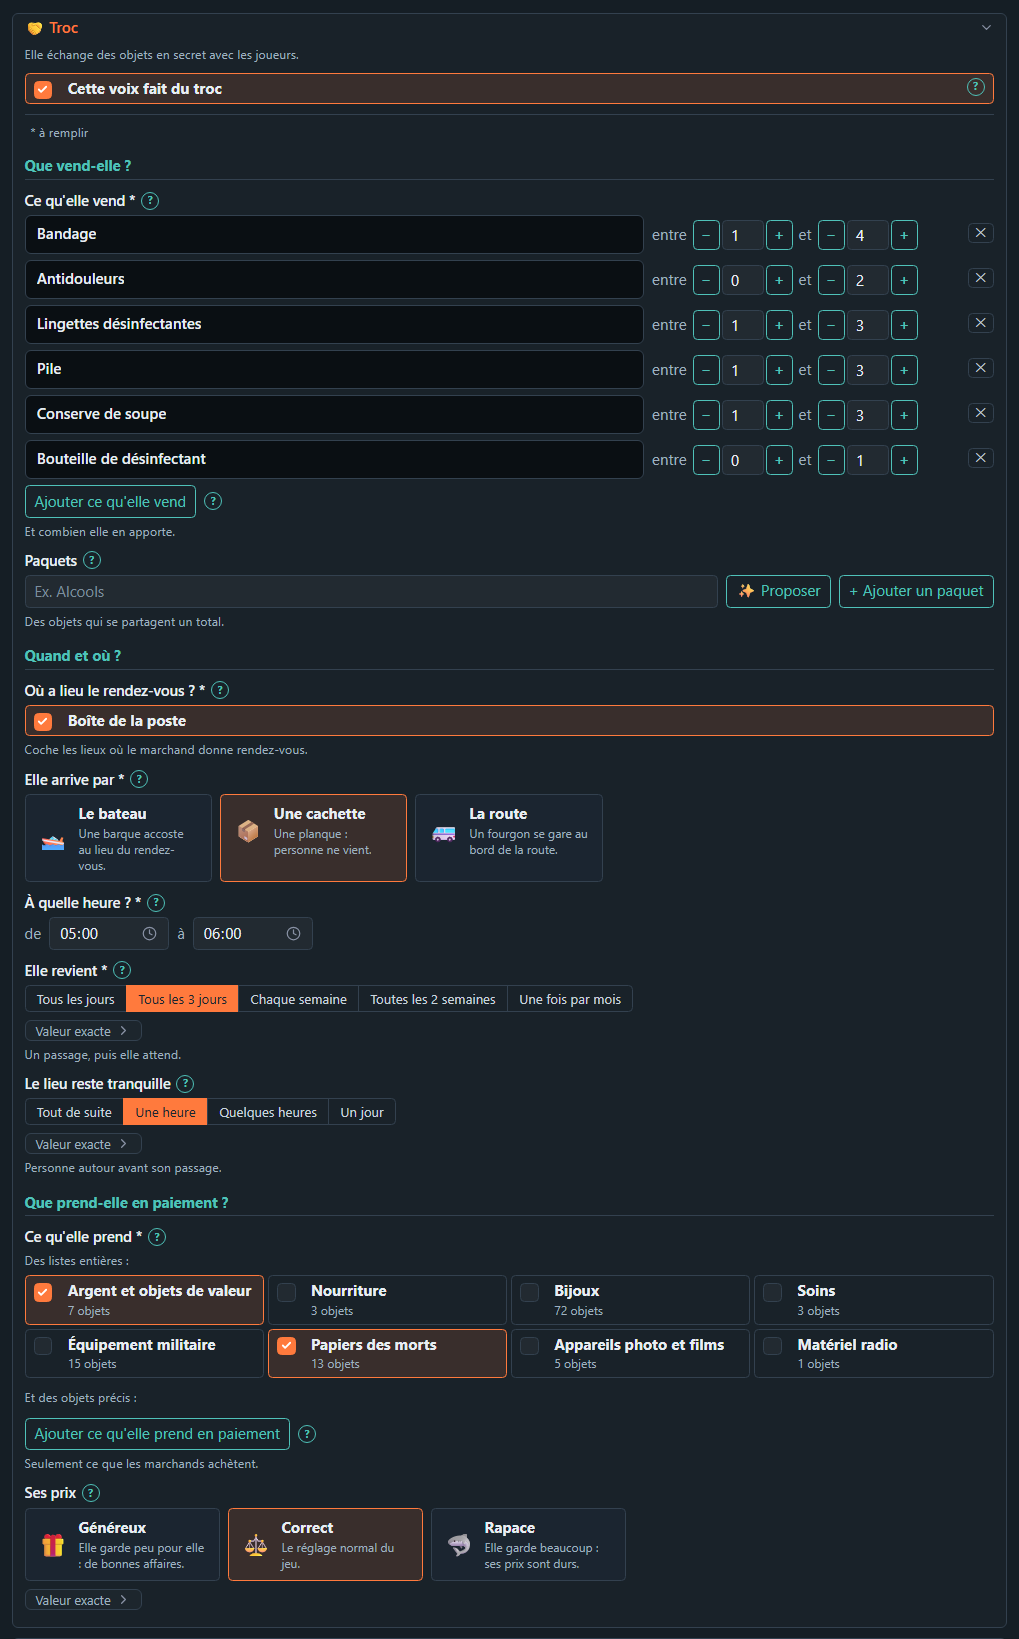 Troc
Elle échange des objets en secret avec les joueurs.
Cette voix fait du troc ?
* à remplir
Que vend-elle ?
Ce qu'elle vend * ?
Bandage entre − 1 + et − 4 + ×
Antidouleurs entre − 0 + et − 2 + ×
Lingettes désinfectantes entre − 1 + et − 3 + ×
Pile entre − 1 + et − 3 + ×
Conserve de soupe entre − 1 + et − 3 + ×
Bouteille de désinfectant entre − 0 + et − 1 + ×
Ajouter ce qu'elle vend ?
Et combien elle en apporte.
Paquets ?
Ex. Alcools Proposer + Ajouter un paquet
Des objets qui se partagent un total.
Quand et où ?
Où a lieu le rendez-vous ? * ?
Boîte de la poste
Coche les lieux où le marchand donne rendez-vous.
Elle arrive par * ?
Le bateau
Une barque accoste
au lieu du rendez-
vous.
Une cachette
Une planque :
personne ne vient.
La route
Un fourgon se gare au
bord de la route.
À quelle heure ? * ?
de 05:00 à 06:00
Elle revient * ?
Tous les jours Tous les 3 jours Chaque semaine Toutes les 2 semaines Une fois par mois
Valeur exacte >
Un passage, puis elle attend.
Le lieu reste tranquille ?
Tout de suite Une heure Quelques heures Un jour
Valeur exacte >
Personne autour avant son passage.
Que prend-elle en paiement ?
Ce qu'elle prend * ?
Des listes entières :
Argent et objets de valeur
7 objets
Nourriture
3 objets
Bijoux
72 objets
Soins
3 objets
Équipement militaire
15 objets
Papiers des morts
13 objets
Appareils photo et films
5 objets
Matériel radio
1 objets
Et des objets précis :
Ajouter ce qu'elle prend en paiement ?
Seulement ce que les marchands achètent.
Ses prix ?
Généreux
Elle garde peu pour elle
: de bonnes affaires.
Correct
Le réglage normal du
jeu.
Rapace
Elle garde beaucoup :
ses prix sont durs.
Valeur exacte >